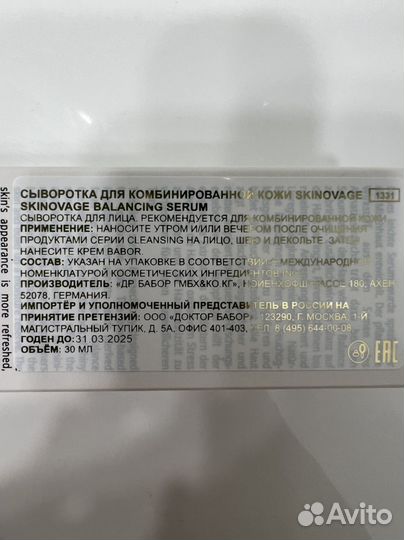 СЫВОРОТКА ДЛЯ КОМБИНИРОВАННОЙ КОЖИ SKINOVAGE 1331
SKINOVAGE BALANCING SERUM
СЫВОРОТКА ДЛЯ ЛИЦА. РЕКОМЕНДУЕТСЯ ДЛЯ КОМБИНИРОВАННОЙ КОЖИ.
ПРИМЕНЕНИЕ: НАНОСИТЕ УТРОМ И/ИЛИ ВЕЧЕРОМ ПОСЛЕ ОЧИЩЕНИЯ
ПРОДУКТАМИ СЕРИИ CLEANSING НА ЛИЦО, ШЕЮ И ДЕКОЛЬТЕ. ЗАТЕМ
НАНЕСИТЕ КРЕМ BABOR.
СОСТАВ: УКАЗАН НА УПАКОВКЕ В СООТВЕТСТВИИ С МЕЖДУНАРОДНОЙ
НОМЕНКЛАТУРОЙ КОСМЕТИЧЕСКИХ ИНГРЕДИЕНТОВ
ПРОИЗВОДИТЕЛЬ: «ДР. БАБОР ГМБХ&КО.КГ», 180, АХЕН
52078, ГЕРМАНИЯ.
ИМПОРТЁР И УПОЛНОМОЧЕННЫЙ ПРЕДСТАВИТЕЛЬ В РОССИИ НА
ПРИНЯТИЕ ПРЕТЕНЗИЙ: ООО «ДОКТОР БАБОР», 123290, Г. МОСКВА, 1-Й
МАГИСТРАЛЬНЫЙ ТУПИК, Д. 5А, ОФИС 401-403, ТЕЛ. 8 (495) 644-00-08
ГОДЕН ДО: 31.03.2025
ОБЪЁМ: 30 МЛ
EAC
skin's appearance is more refreshed,
Avito